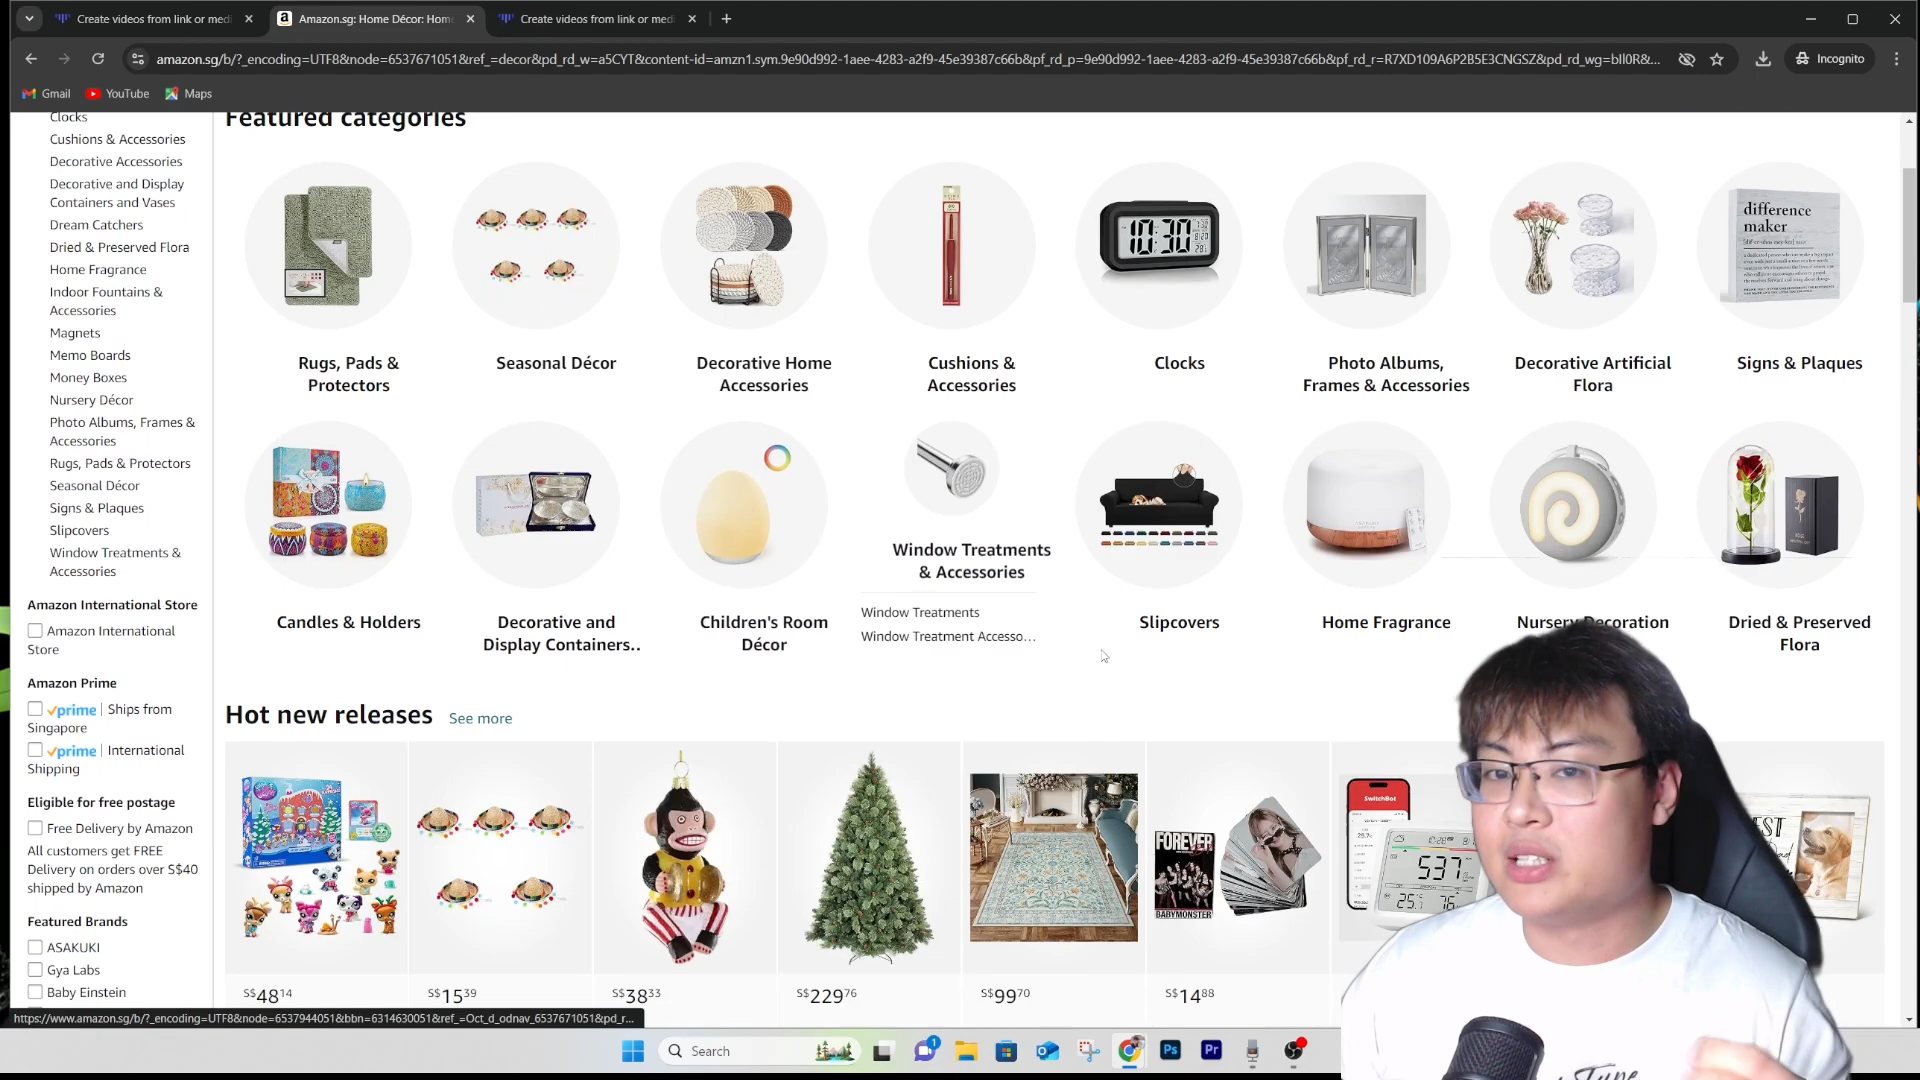 Create videos from link or medi
Amazon.sg: Home Décor: Home
Create videos from link or medi
amazon.sg/b/?_encoding=UTF8&node=6537671051&ref_=decor&pd_rd_w=a5CYT&content-id=amzn1.sym.9e90d992-1aee-4283-a2f9-45e39387c66b&pf_rd_p=9e90d992-1aee-4283-a2f9-45e39387c66b&pf_rd_r=R7XD109A6P2B5E3CNGSZ&pd_rd_wg=bIl0R&...
Incognito
Gmail
YouTube
Maps
Clocks
Cushions & Accessories
Decorative Accessories
Decorative and Display
Containers and Vases
Dream Catchers
Dried & Preserved Flora
Home Fragrance
Indoor Fountains &
Accessories
Magnets
Memo Boards
Money Boxes
Nursery Décor
Photo Albums, Frames &
Accessories
Rugs, Pads & Protectors
Seasonal Décor
Signs & Plaques
Slipcovers
Window Treatments &
Accessories
Amazon International Store
Amazon International
Store
Amazon Prime
prime | Ships from
Singapore
prime | International
Shipping
Eligible for free postage
Free Delivery by Amazon
All customers get FREE
Delivery on orders over S$40
shipped by Amazon
Featured Brands
ASAKUKI
Gya Labs
Baby Einstein
Featured categories
10:30
difference
maker
Rugs, Pads &
Protectors
Seasonal Décor
Decorative Home
Accessories
Cushions &
Accessories
Clocks
Photo Albums,
Frames & Accessories
Decorative Artificial
Flora
Signs & Plaques
Candles & Holders
Decorative and
Display Containers..
Children's Room
Décor
Window Treatments
& Accessories
Window Treatments
Window Treatment Accesso...
Slipcovers
Home Fragrance
Nursery Decoration
Dried & Preserved
Flora
Hot new releases
See more
FOREVER
BABYMONSTER
SwitchBot
537
25.1
76
S$48 14
S$15 39
S$38 33
S$229 76
S$99 70
S$14 88
https://www.amazon.sg/b/?_encoding=UTF8&node=6537944051&bbn=6314630051&ref_=Oct_d_odnav_6537671051&pd_r...
Search
1
Ps
Pr